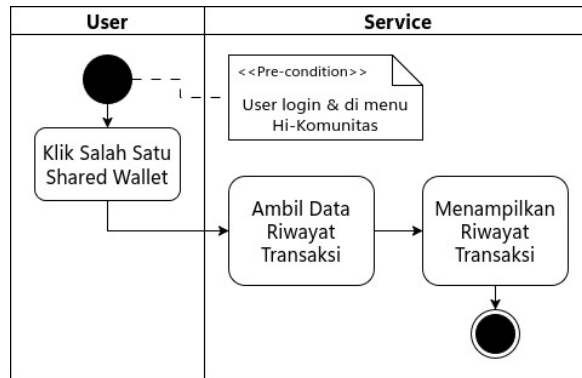 User
Service
<<Pre-condition>>
User login & di menu
Hi-Komunitas
Klik Salah Satu
Shared Wallet
Ambil Data
Riwayat
Transaksi
Menampilkan
Riwayat
Transaksi